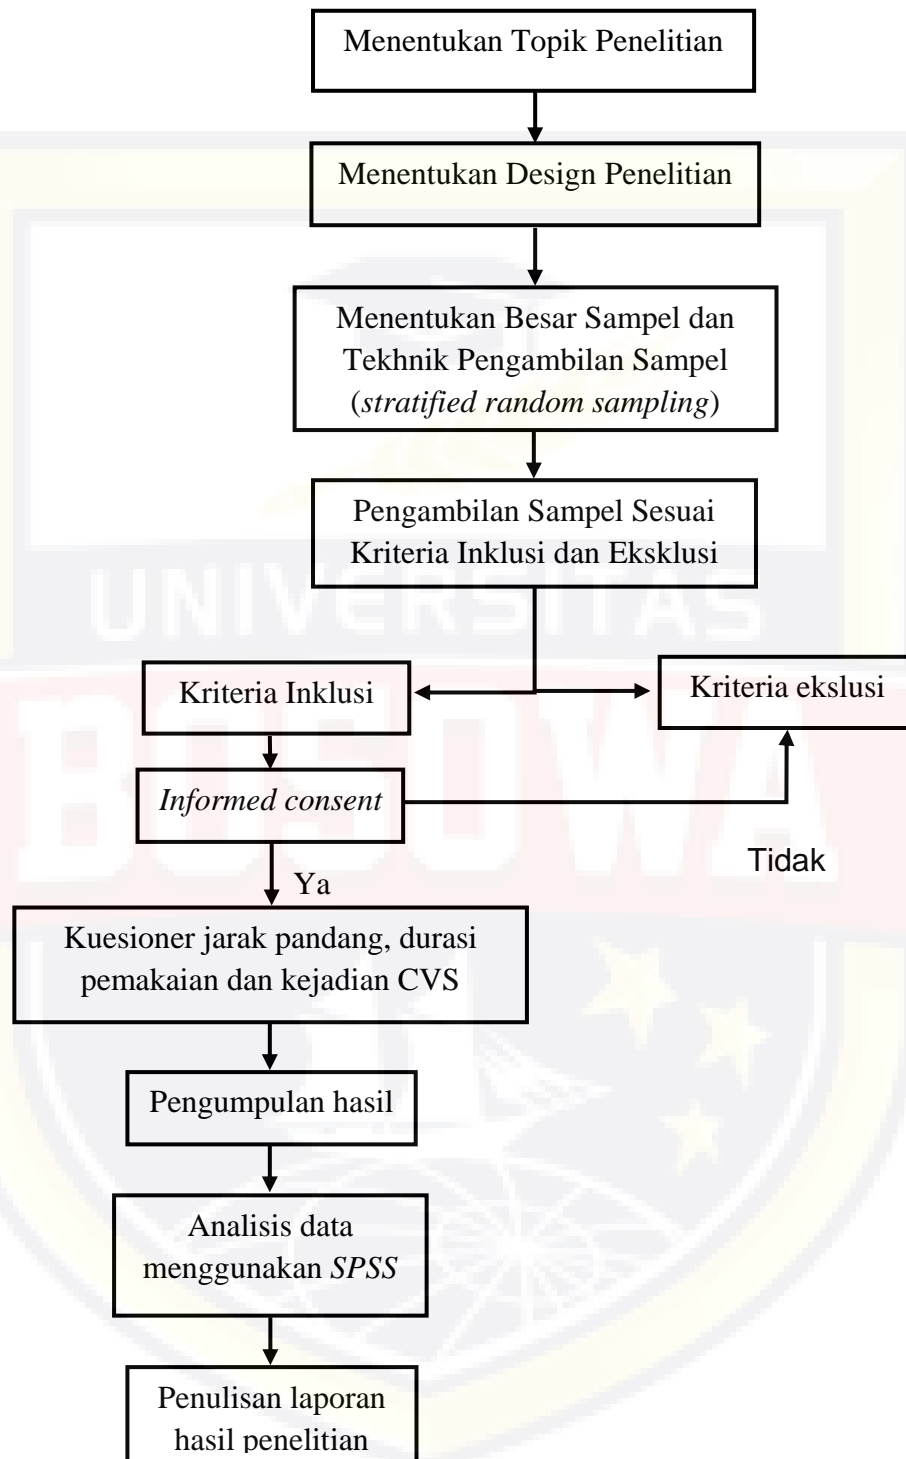 Menentukan Topik Penelitian
Menentukan Design Penelitian
Menentukan Besar Sampel dan
Tekhnik Pengambilan Sampel
(stratified random sampling)
Pengambilan Sampel Sesuai
Kriteria Inklusi dan Eksklusi
UNIVERSITAS
Kriteria Inklusi
Kriteria ekslusi
BOSOWA
Informed consent
Tidak
Ya
Kuesioner jarak pandang, durasi
pemakaian dan kejadian CVS
Pengumpulan hasil
Analisis data
menggunakan SPSS
Penulisan laporan
hasil penelitian